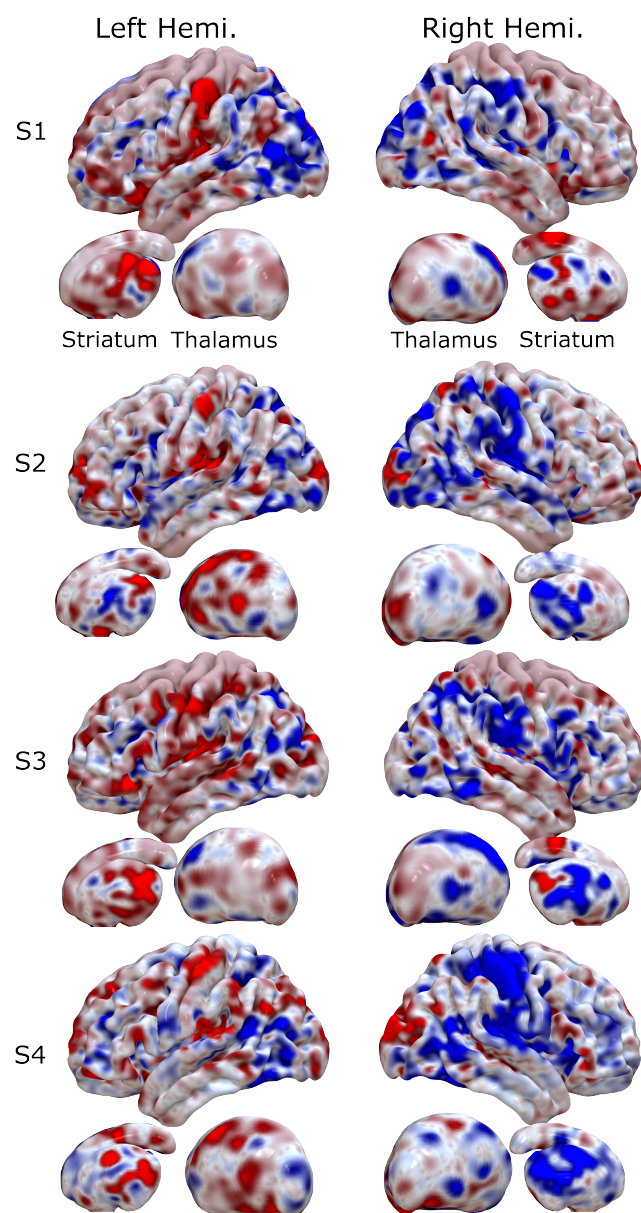 Left Hemi. Right Hemi.
S1
Striatum Thalamus Thalamus Striatum
S2
S3
S4